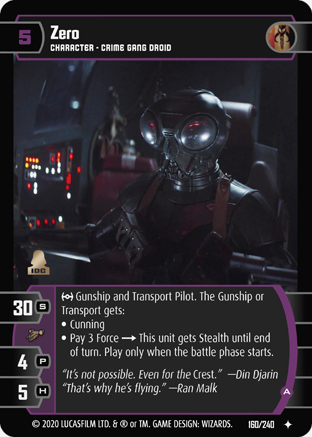 5
Zero
CHARACTER - CRIME GANG DROID
IDC
30 S
4 P
5 H
Gunship and Transport Pilot. The Gunship or
Transport gets:
• Cunning
• Pay 3 Force → This unit gets Stealth until end
of turn. Play only when the battle phase starts.
“It’s not possible. Even for the Crest.” —Din Djarin
“That’s why he’s flying.” —Ran Malk
A
© 2020 LUCASFILM LTD. & ® or TM. GAME DESIGN: WIZARDS.
160/240